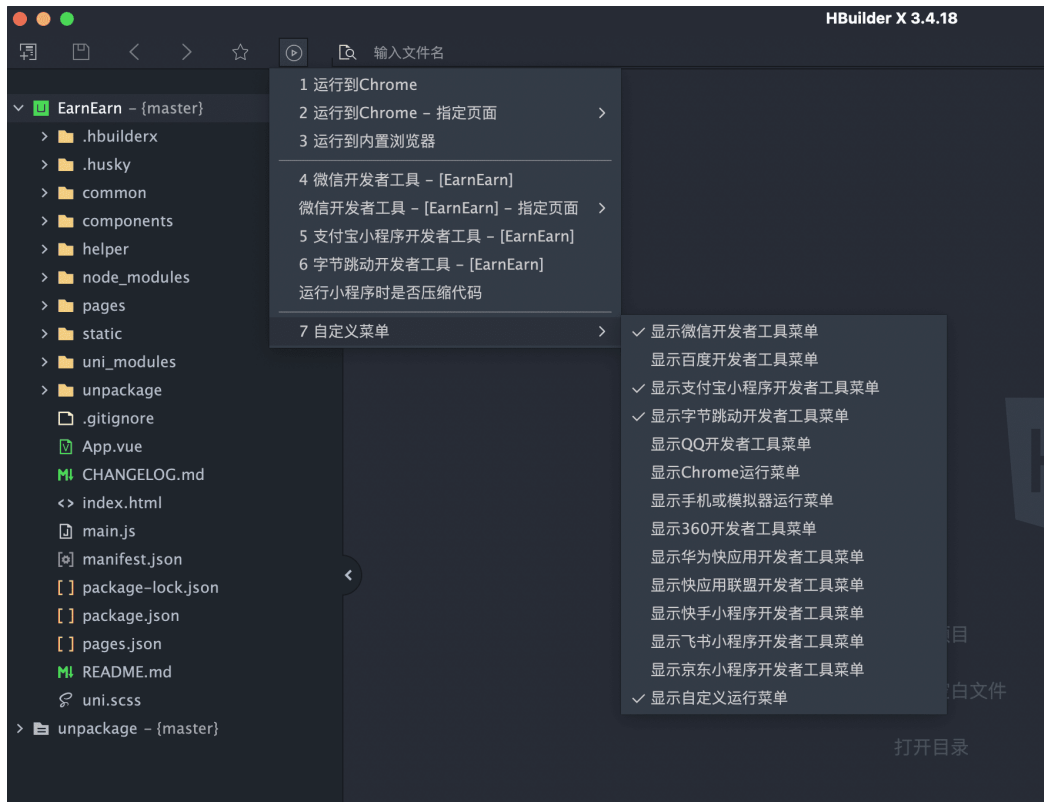 HBuilder X 3.4.18
输入文件名
EarnEarn – {master}
.hbuilderx
.husky
common
components
helper
node_modules
pages
static
uni_modules
unpackage
.gitignore
App.vue
CHANGELOG.md
index.html
main.js
manifest.json
package-lock.json
package.json
pages.json
README.md
uni.scss
unpackage – {master}
1 运行到Chrome
2 运行到Chrome – 指定页面
3 运行到内置浏览器
4 微信开发者工具 – [EarnEarn]
微信开发者工具 – [EarnEarn] – 指定页面
5 支付宝小程序开发者工具 – [EarnEarn]
6 字节跳动开发者工具 – [EarnEarn]
运行小程序时是否压缩代码
7 自定义菜单
显示微信开发者工具菜单
显示百度开发者工具菜单
显示支付宝小程序开发者工具菜单
显示字节跳动开发者工具菜单
显示QQ开发者工具菜单
显示Chrome运行菜单
显示手机或模拟器运行菜单
显示360开发者工具菜单
显示华为快应用开发者工具菜单
显示快应用联盟开发者工具菜单
显示快手小程序开发者工具菜单
显示飞书小程序开发者工具菜单
显示京东小程序开发者工具菜单
显示自定义运行菜单
项目
白文件
打开目录